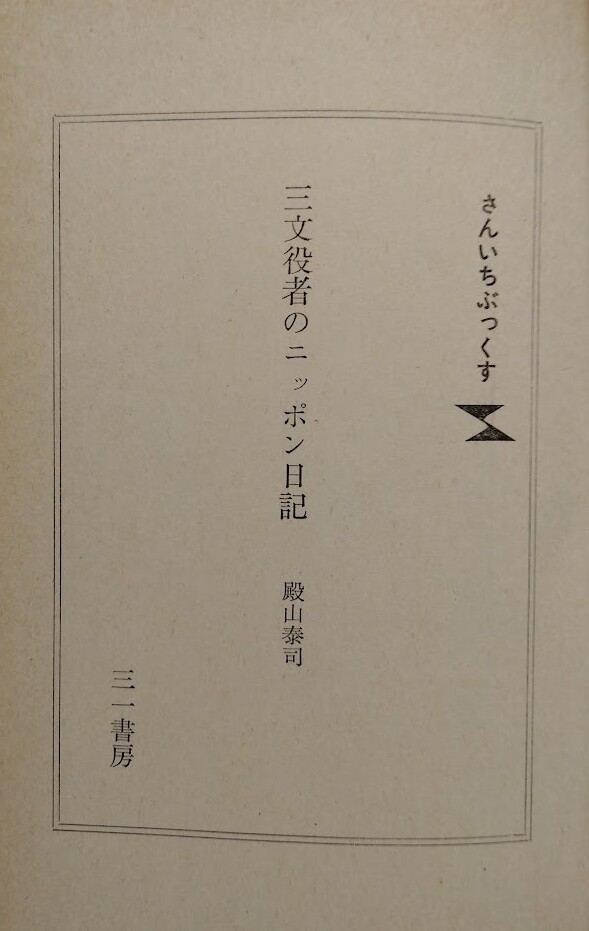 さんいちぶっくす
三文役者のニッポン日記
殿山泰司
三一書房